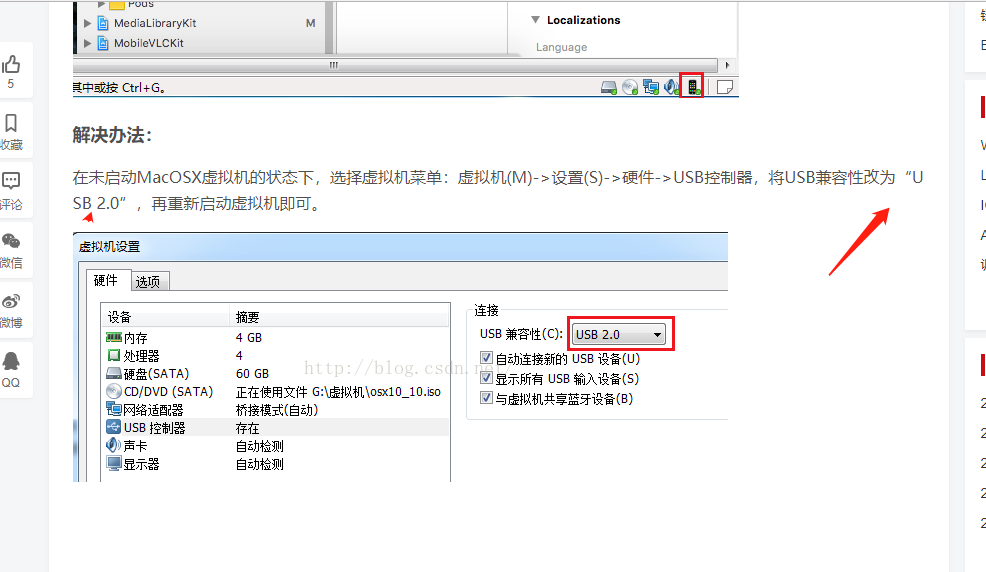 Pods
MediaLibraryKit M
MobileVLCKit
Localizations
Language
其中或按 Ctrl+G。
5
收藏
评论
微信
微博
QQ
解决办法：
在未启动MacOSX虚拟机的状态下，选择虚拟机菜单：虚拟机(M)->设置(S)->硬件->USB控制器，将USB兼容性改为“U
SB 2.0”，再重新启动虚拟机即可。
虚拟机设置
硬件 选项
设备 摘要
内存 4 GB
处理器 4
硬盘(SATA) 60 GB
CD/DVD (SATA) 正在使用文件 G:\虚拟机\osx10_10.iso
网络适配器 桥接模式(自动)
USB 控制器 存在
声卡 自动检测
显示器 自动检测
连接
USB 兼容性(C): USB 2.0
自动连接新的 USB 设备(U)
显示所有 USB 输入设备(S)
与虚拟机共享蓝牙设备(B)
http://blog.csdn.net